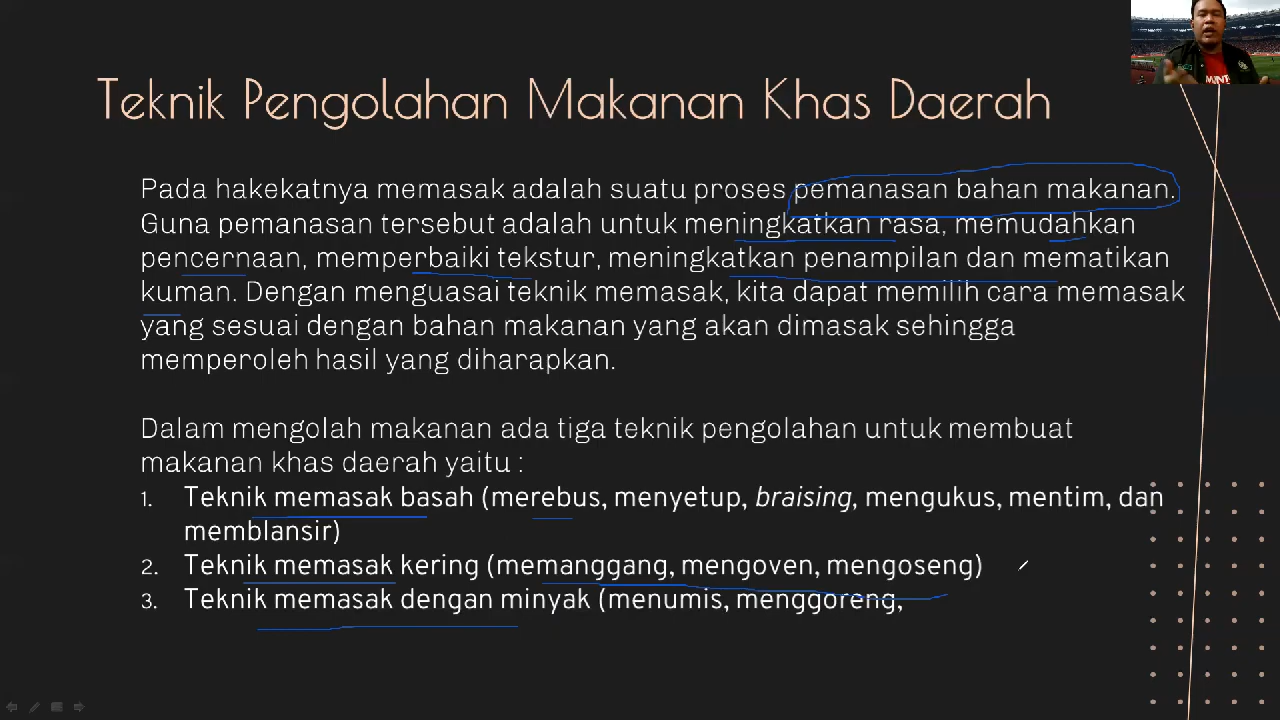 Teknik Pengolahan Makanan Khas Daerah
Pada hakekatnya memasak adalah suatu proses pemanasan bahan makanan.
Guna pemanasan tersebut adalah untuk meningkatkan rasa, memudahkan
pencernaan, memperbaiki tekstur, meningkatkan penampilan dan mematikan
kuman. Dengan menguasai teknik memasak, kita dapat memilih cara memasak
yang sesuai dengan bahan makanan yang akan dimasak sehingga
memperoleh hasil yang diharapkan.
Dalam mengolah makanan ada tiga teknik pengolahan untuk membuat
makanan khas daerah yaitu :
1. Teknik memasak basah (merebus, menyetup, braising, mengukus, mentim, dan
memblansir)
2. Teknik memasak kering (memanggang, mengoven, mengoseng)
3. Teknik memasak dengan minyak (menumis, menggoreng,